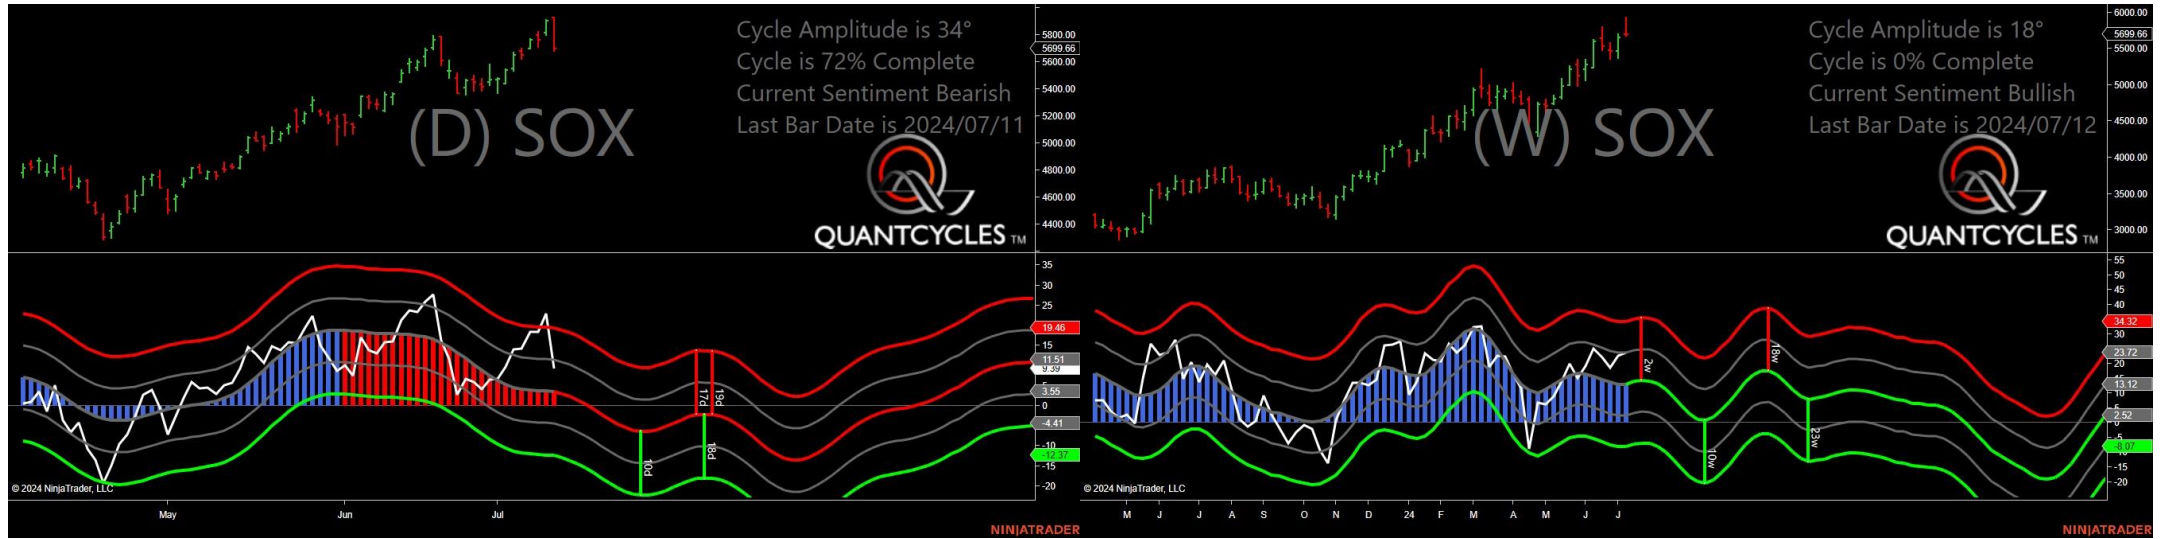 Cycle Amplitude is 34°
Cycle is 72% Complete
Current Sentiment Bearish
Last Bar Date is 2024/07/11
(D) SOX
QUANTCYCLES TM
5800.00
5699.66
5600.00
5400.00
5200.00
5000.00
4800.00
4600.00
4400.00
35
30
25
19.46
15
11.51
9.39
3.55
0
-4.41
-10
-12.37
-15
-20
10d
17d
19d
18d
© 2024 NinjaTrader, LLC
May Jun Jul
NINJATRADER
Cycle Amplitude is 18°
Cycle is 0% Complete
Current Sentiment Bullish
Last Bar Date is 2024/07/12
(W) SOX
QUANTCYCLES TM
6000.00
5699.66
5500.00
5000.00
4500.00
4000.00
3500.00
3000.00
55
50
45
40
34.32
30
23.72
20
13.12
10
2.52
-8.07
-15
-20
2w
10w
18w
23w
© 2024 NinjaTrader, LLC
M J J A S O N D 24 F M A M J J
NINJATRADER